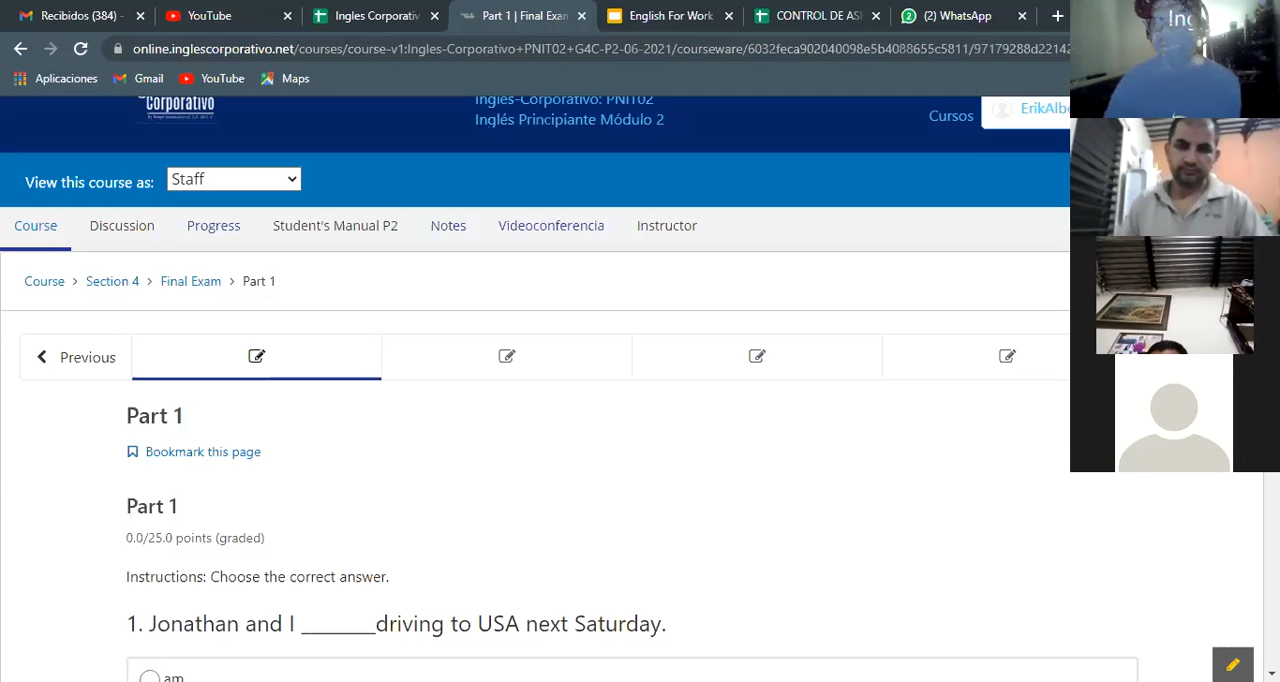 Recibidos (384) -
YouTube
Ingles Corporativ
Part 1 | Final Exan
English For Work
CONTROL DE ASI
(2) WhatsApp
online.inglescorporativo.net/courses/course-v1:Ingles-Corporativo+PNIT02+G4C-P2-06-2021/courseware/6032feca902040098e5b4088655c5811/97179288d22142
Aplicaciones
Gmail
YouTube
Maps
Ing
Corporativo
Ingles-Corporativo: PNIT02
Inglés Principiante Módulo 2
Cursos
ErikAlbe
View this course as:
Staff
Course
Discussion
Progress
Student's Manual P2
Notes
Videoconferencia
Instructor
Course > Section 4 > Final Exam > Part 1
Previous
Part 1
Bookmark this page
Part 1
0.0/25.0 points (graded)
Instructions: Choose the correct answer.
1. Jonathan and I _______driving to USA next Saturday.
am